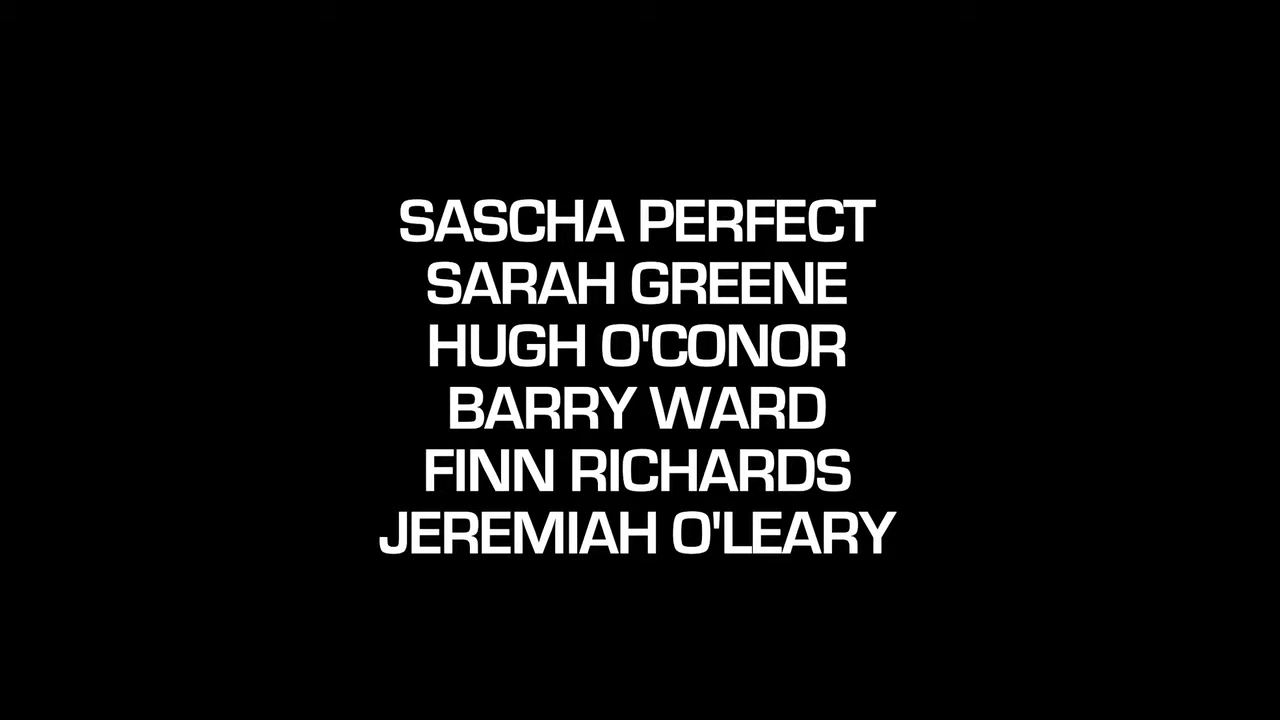 SASCHA PERFECT
SARAH GREENE
HUGH O'CONOR
BARRY WARD
FINN RICHARDS
JEREMIAH O'LEARY